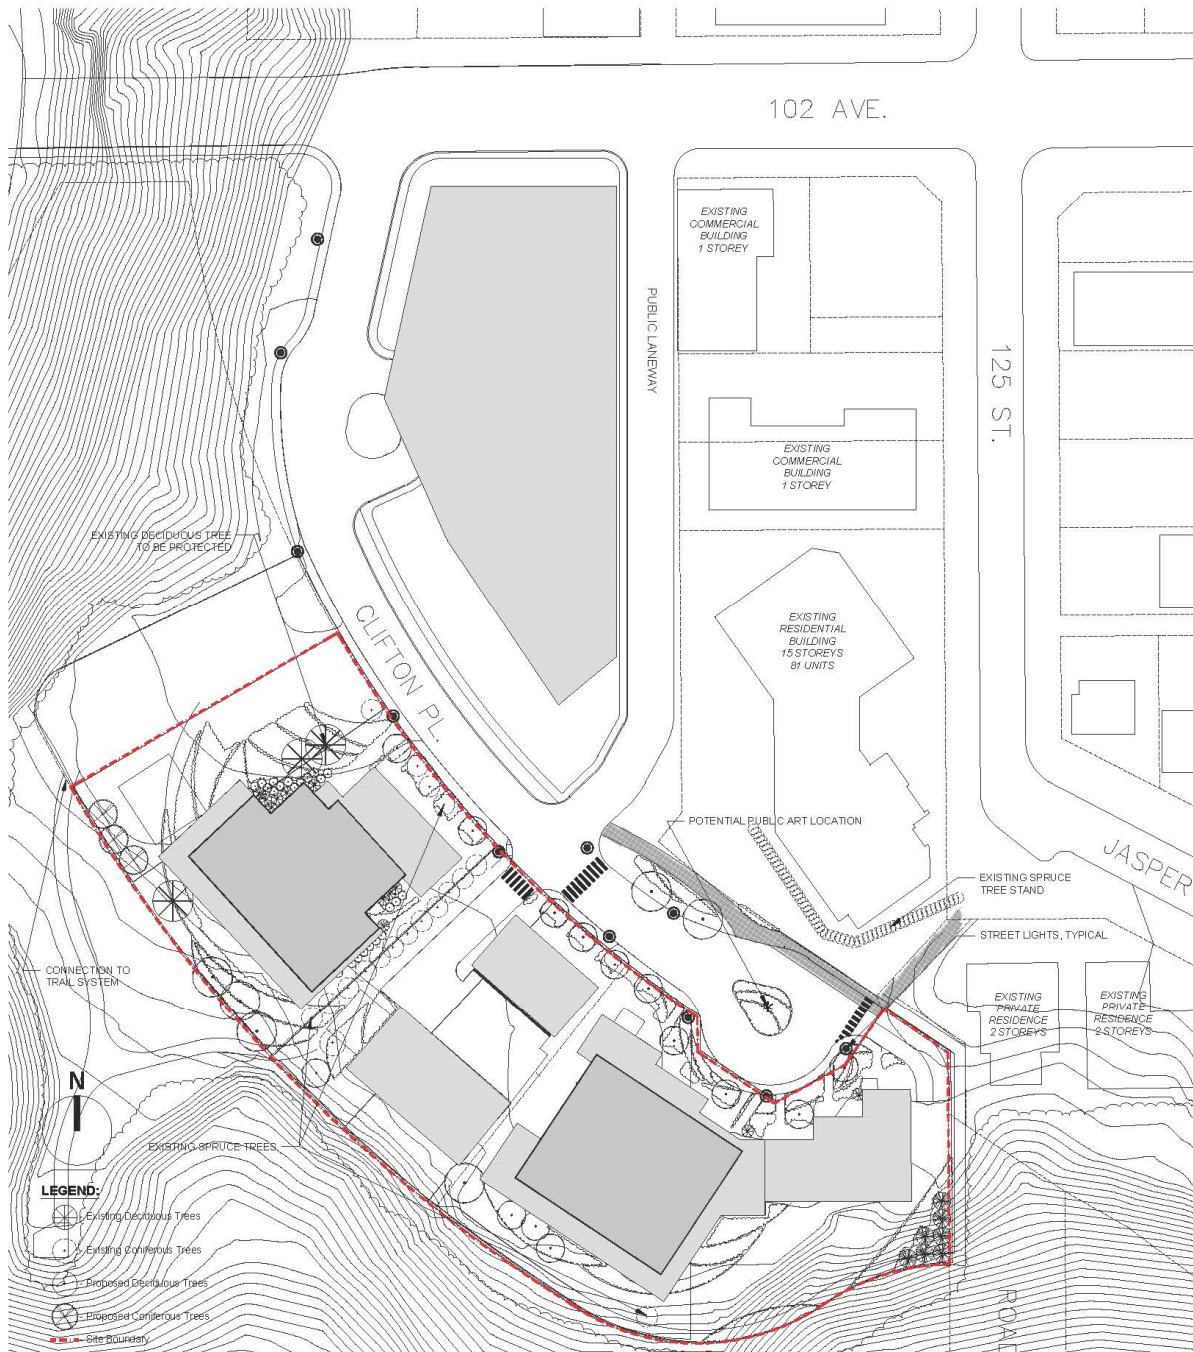 102 AVE.
EXISTING
COMMERCIAL
BUILDING
1 STOREY
PUBLIC LANEWAY
125 ST.
EXISTING
COMMERCIAL
BUILDING
1 STOREY
EXISTING DECIDUOUS TREE
TO BE PROTECTED
CLIFTON PL.
EXISTING
RESIDENTIAL
BUILDING
15 STOREYS
81 UNITS
POTENTIAL PUBLIC ART LOCATION
JASPER
EXISTING SPRUCE
TREE STAND
STREET LIGHTS, TYPICAL
CONNECTION TO
TRAIL SYSTEM
EXISTING
PRIVATE
RESIDENCE
2 STOREYS
EXISTING
PRIVATE
RESIDENCE
2 STOREYS
N
EXISTING SPRUCE TREES
LEGEND:
Existing Deciduous Trees
Existing Coniferous Trees
Proposed Deciduous Trees
Proposed Coniferous Trees
Site Boundary
ROAD